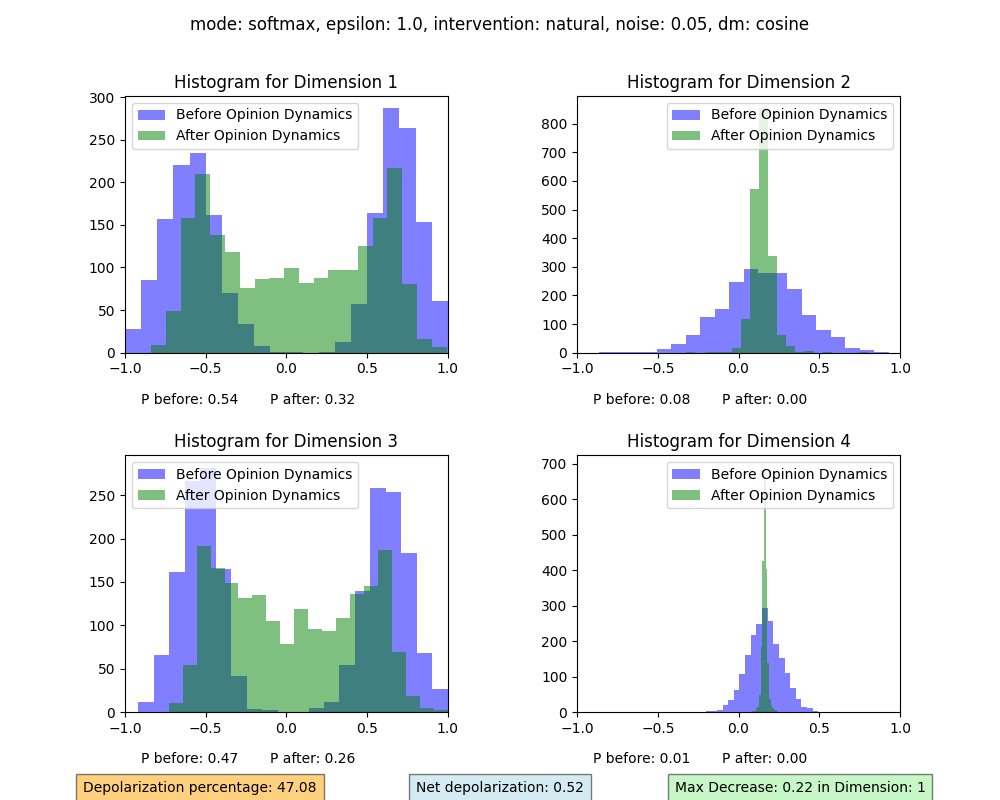 mode: softmax, epsilon: 1.0, intervention: natural, noise: 0.05, dm: cosine
Histogram for Dimension 1
Before Opinion Dynamics
After Opinion Dynamics
300
250
200
150
100
50
0
−1.0 −0.5 0.0 0.5 1.0
P before: 0.54 P after: 0.32
Histogram for Dimension 2
Before Opinion Dynamics
After Opinion Dynamics
800
700
600
500
400
300
200
100
0
−1.0 −0.5 0.0 0.5 1.0
P before: 0.08 P after: 0.00
Histogram for Dimension 3
Before Opinion Dynamics
After Opinion Dynamics
250
200
150
100
50
0
−1.0 −0.5 0.0 0.5 1.0
P before: 0.47 P after: 0.26
Histogram for Dimension 4
Before Opinion Dynamics
After Opinion Dynamics
700
600
500
400
300
200
100
0
−1.0 −0.5 0.0 0.5 1.0
P before: 0.01 P after: 0.00
Depolarization percentage: 47.08
Net depolarization: 0.52
Max Decrease: 0.22 in Dimension: 1